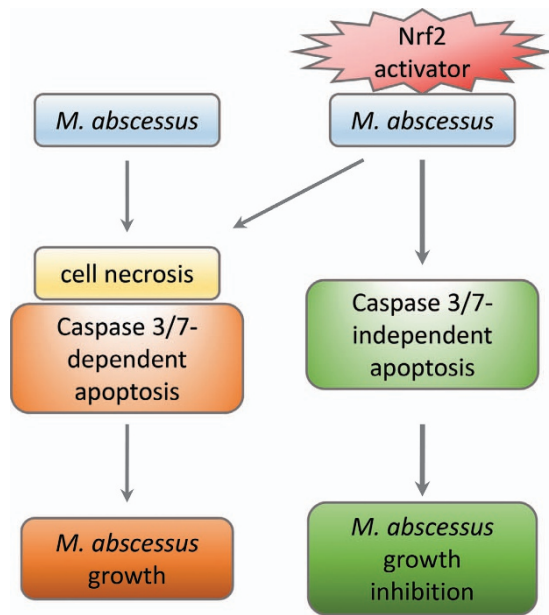 Nrf2
activator
M. abscessus
M. abscessus
cell necrosis
Caspase 3/7-
dependent
apoptosis
Caspase 3/7-
independent
apoptosis
M. abscessus
growth
M. abscessus
growth
inhibition